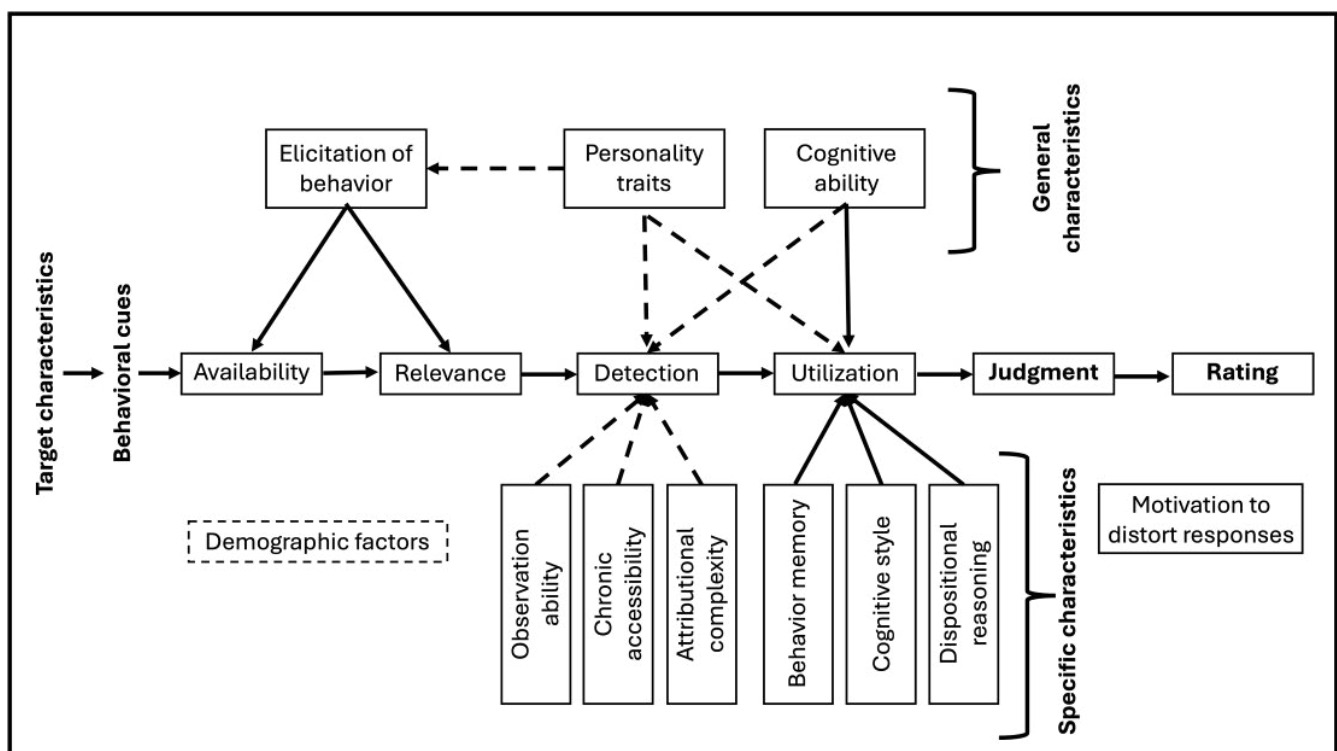 Elicitation of
behavior
Personality
traits
Cognitive
ability
General
characteristics
Target characteristics
Behavioral cues
Availability
Relevance
Detection
Utilization
Judgment
Rating
Demographic factors
Observation
ability
Chronic
accessibility
Attributional
complexity
Behavior memory
Cognitive style
Dispositional
reasoning
Specific characteristics
Motivation to
distort responses